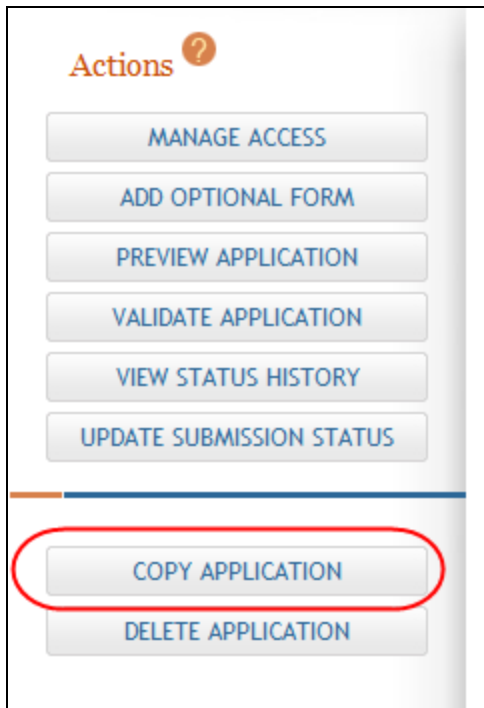 Actions ?
MANAGE ACCESS
ADD OPTIONAL FORM
PREVIEW APPLICATION
VALIDATE APPLICATION
VIEW STATUS HISTORY
UPDATE SUBMISSION STATUS
COPY APPLICATION
DELETE APPLICATION